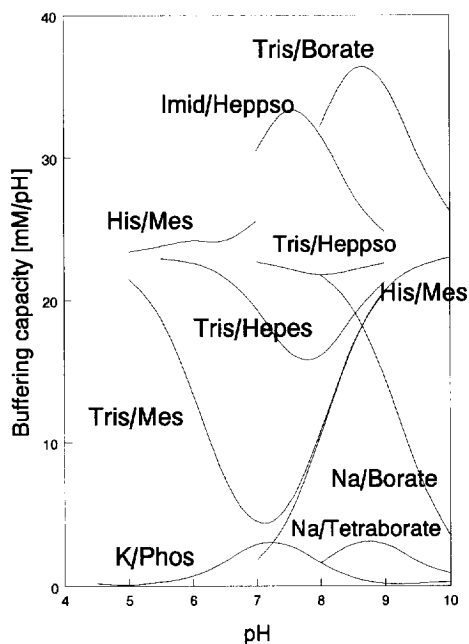 40
Tris/Borate
Imid/Heppso
30
His/Mes
Tris/Heppso
20
His/Mes
Tris/Hepes
Tris/Mes
10
Na/Borate
Na/Tetraborate
K/Phos
0
4 5 6 7 8 9 10
pH
Buffering capacity [mM/pH]